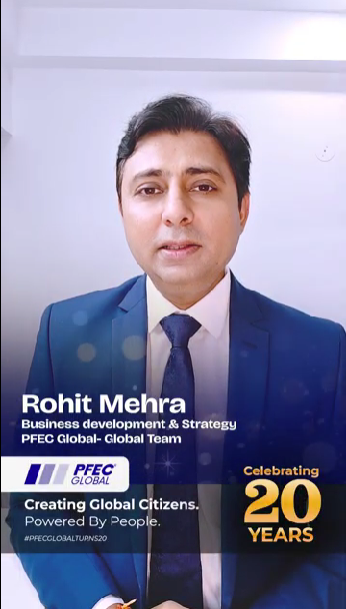 Rohit Mehra
Business development & Strategy
PFEC Global- Global Team
PFEC
GLOBAL
Creating Global Citizens.
Powered By People.
#PFECGLOBALTURNS20
Celebrating
20
YEARS